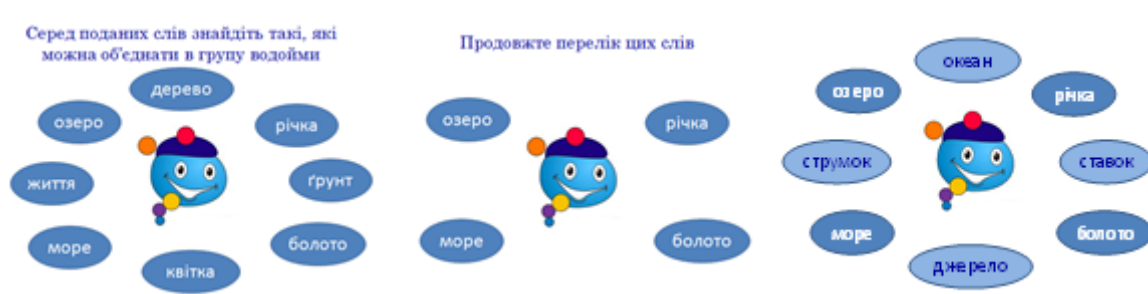 Серед поданих слів знайдіть такі, які
можна об'єднати в групу водойми
дерево
озеро
річка
життя
ґрунт
море
болото
квітка
Продовжте перелік цих слів
озеро
річка
море
болото
океан
озеро
річка
струмок
ставок
море
болото
джерело